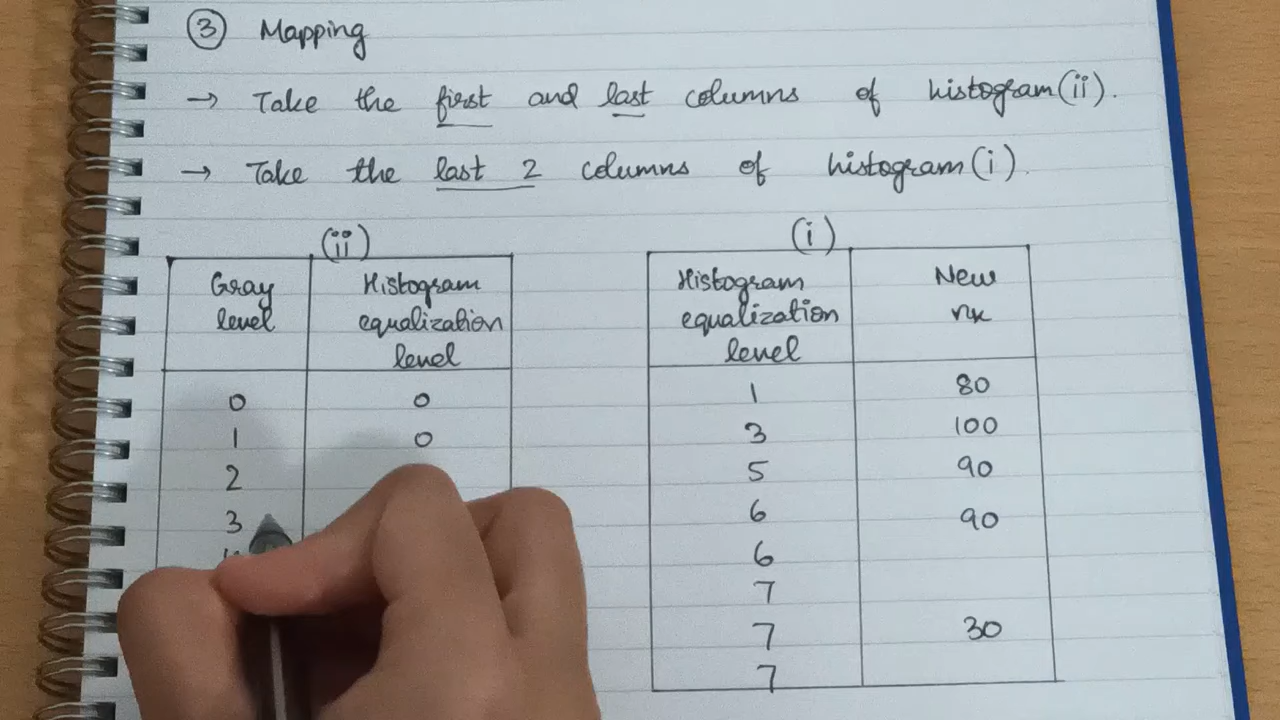 ③ Mapping
→ Take the first and last columns of histogram(ii).
→ Take the last 2 columns of histogram(i).
(ii)
Gray level | Histogram equalization level
0 | 0
1 | 0
2
3
(i)
Histogram equalization level | New nk
1 | 80
3 | 100
5 | 90
6 | 90
6
7
7 | 30
7